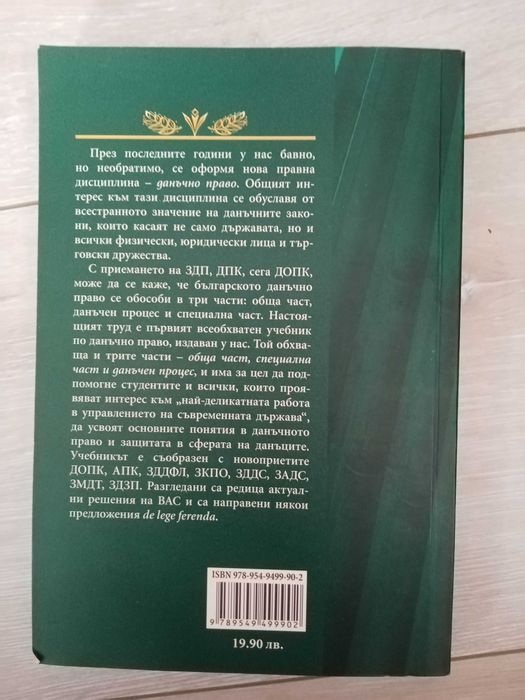 През последните години у нас бавно,
но необратимо, се оформя нова правна
дисциплина – данъчно право. Общият ин-
терес към тази дисциплина се обуславя от
всестранното значение на данъчните зако-
ни, които касаят не само държавата, но и
всички физически, юридически лица и тър-
говски дружества.
С приемането на ЗДП, ДПК, сега ДОПК,
може да се каже, че българското данъчно
право се обособи в три части: обща част,
данъчен процес и специална част. Настоя-
щият труд е първият всеобхватен учебник
по данъчно право, издаван у нас. Той обхва-
ща и трите части – обща част, специална
част и данъчен процес, и има за цел да под-
помогне студентите и всички, които проя-
вяват интерес към „най-деликатната работа
в управлението на съвременната държава“,
да усвоят основните понятия в данъчното
право и защитата в сферата на данъците.
Учебникът е съобразен с новоприетите
ДОПК, АПК, ЗДДФЛ, ЗКПО, ЗДДС, ЗАДС,
ЗМДТ, ЗДЗП. Разгледани са редица актуал-
ни решения на ВАС и са направени някои
предложения de lege ferenda.
ISBN 978-954-9499-90-2
9 789549 499902
19.90 лв.